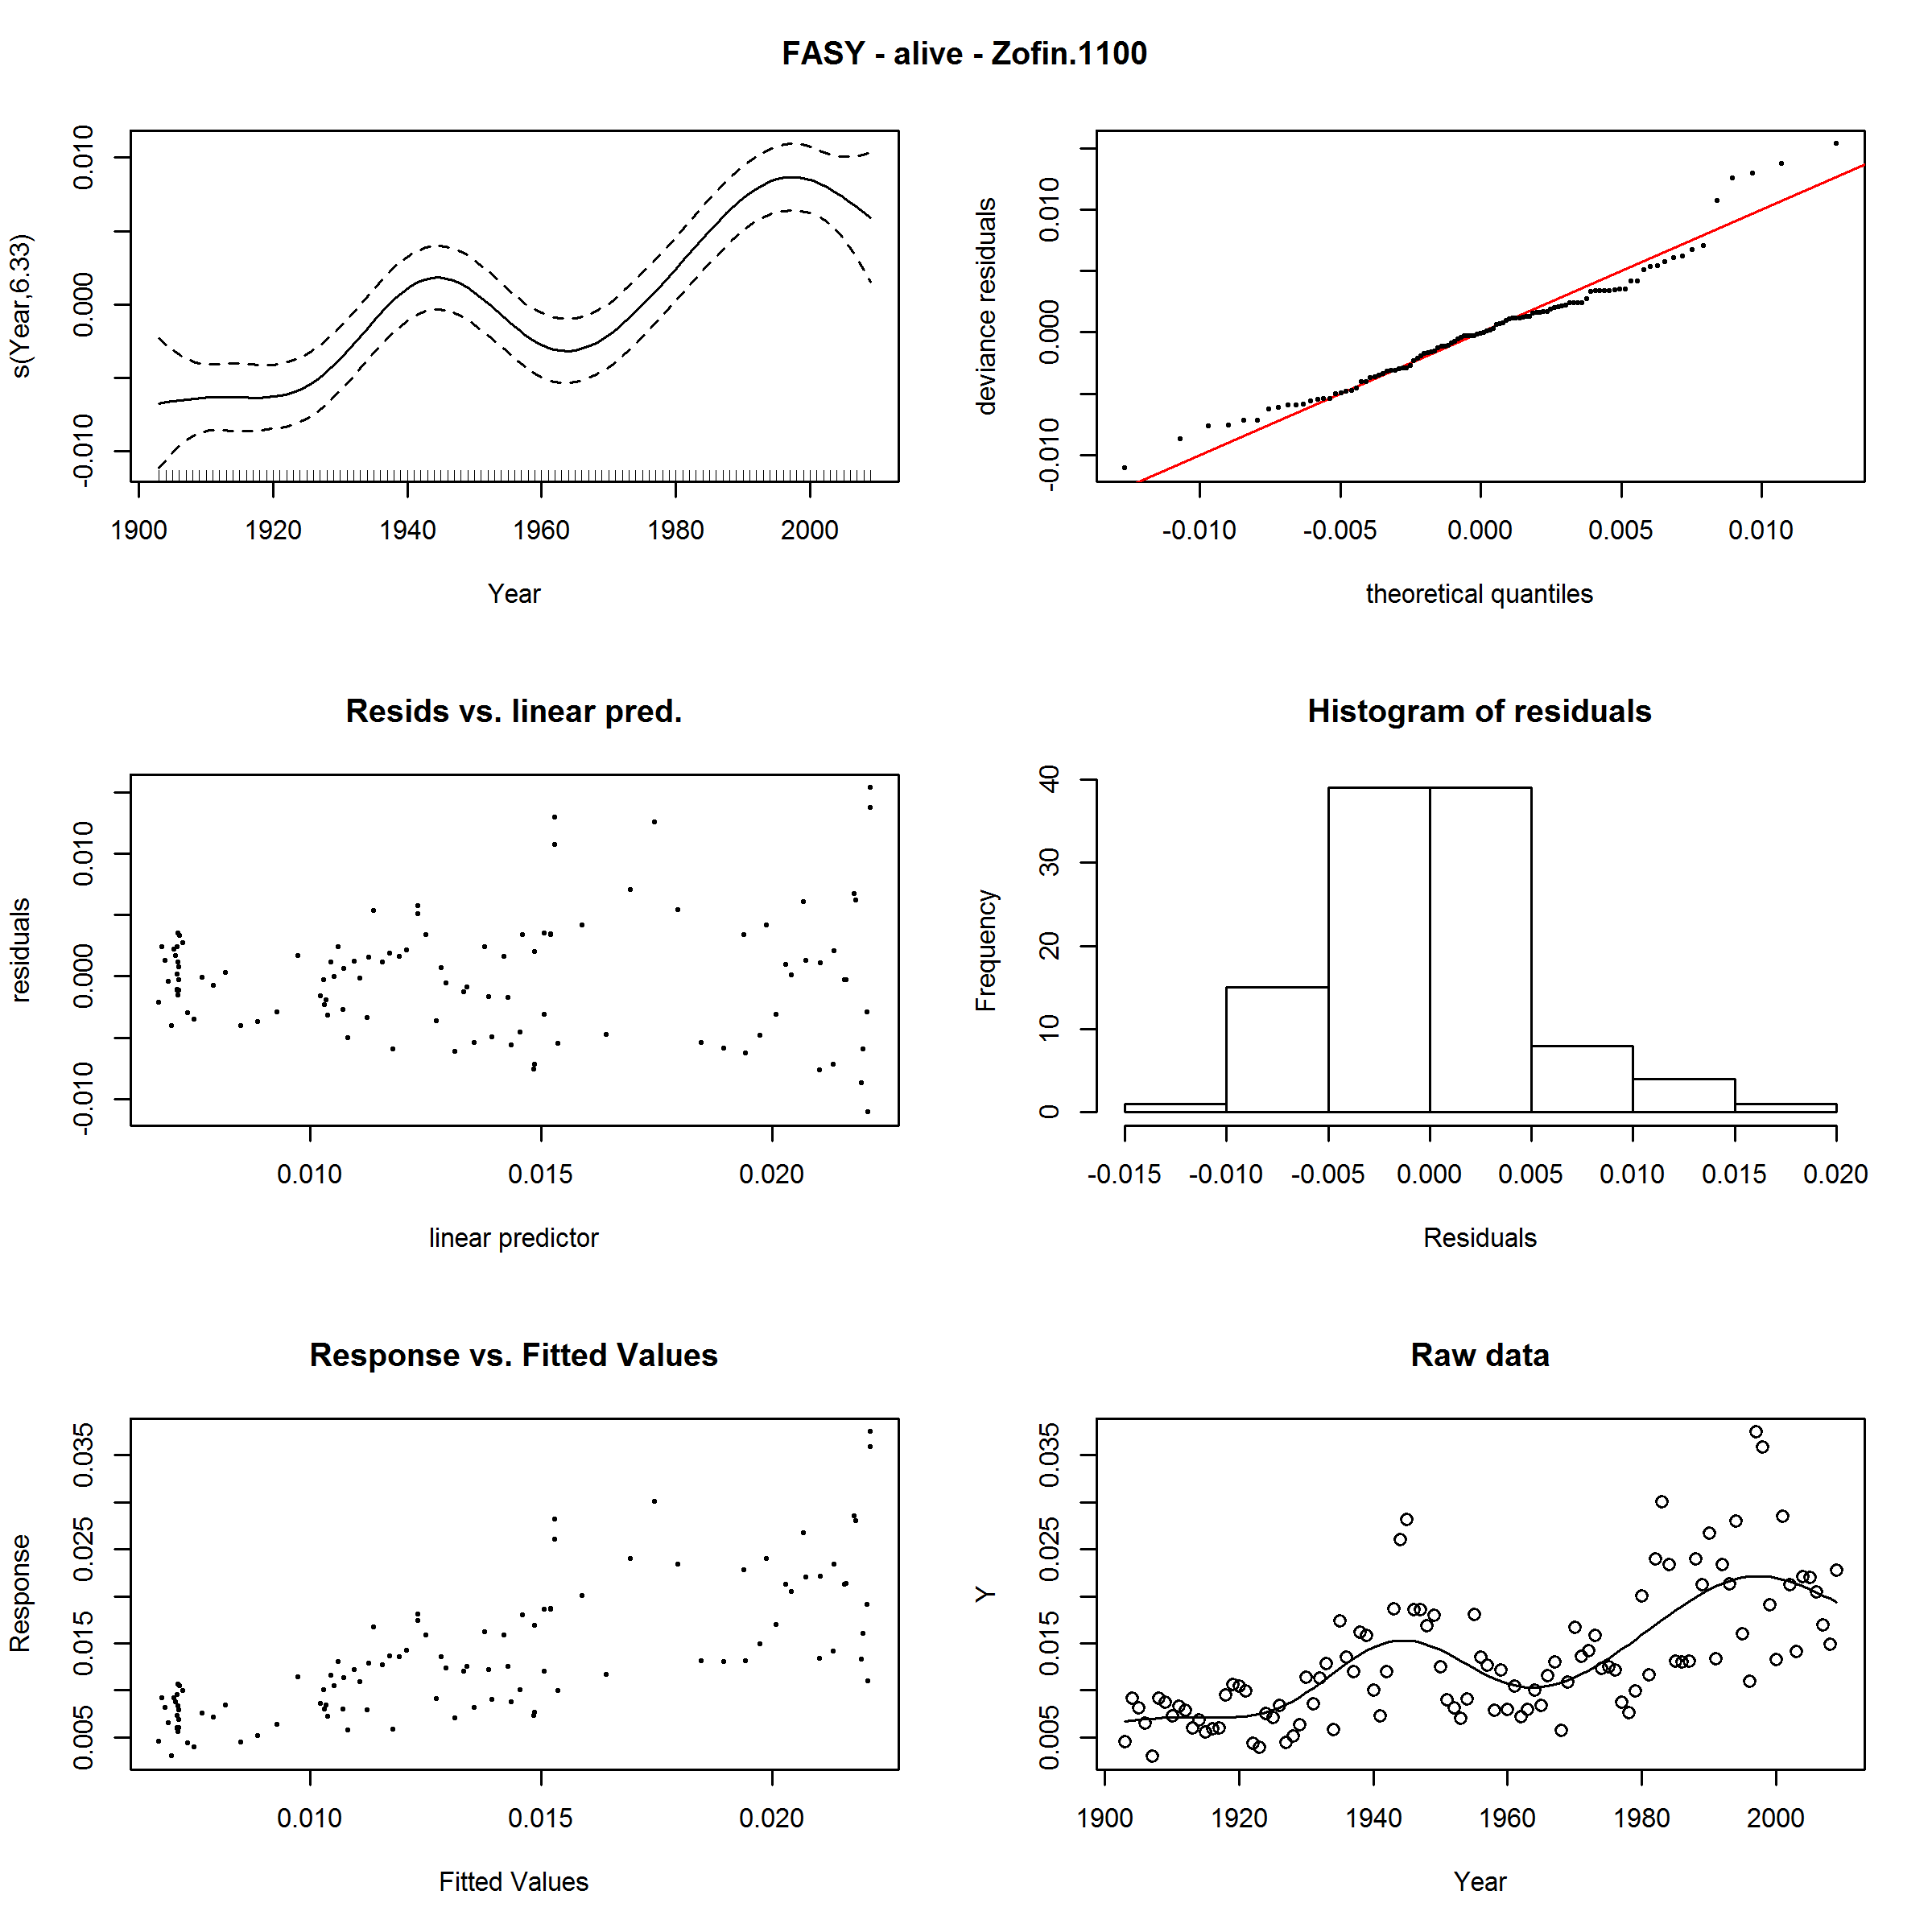 FASY - alive - Zofin.1100
s(Year,6.33)
-0.010 0.000 0.010
1900 1920 1940 1960 1980 2000
Year
deviance residuals
-0.010 0.000 0.010
-0.010 -0.005 0.000 0.005 0.010
theoretical quantiles
Resids vs. linear pred.
residuals
-0.010 0.000 0.010
0.010 0.015 0.020
linear predictor
Histogram of residuals
Frequency
0 10 20 30 40
-0.015 -0.010 -0.005 0.000 0.005 0.010 0.015 0.020
Residuals
Response vs. Fitted Values
Response
0.005 0.015 0.025 0.035
0.010 0.015 0.020
Fitted Values
Raw data
Y
0.005 0.015 0.025 0.035
1900 1920 1940 1960 1980 2000
Year